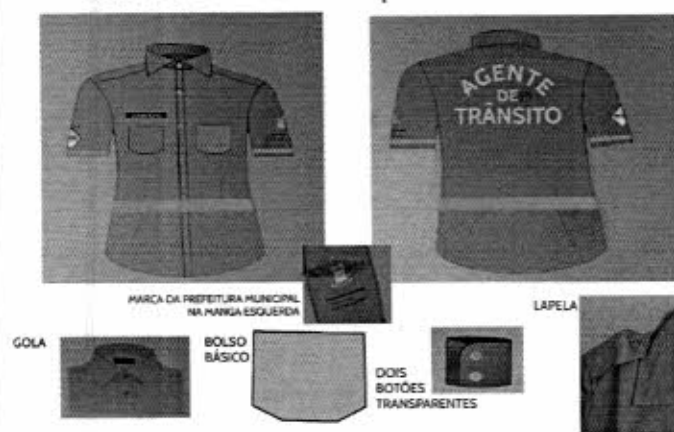 AGENTE
DE
TRÂNSITO
MARCA DA PREFEITURA MUNICIPAL
NA MANGA ESQUERDA
LAPELA
GOLA
BOLSO
BÁSICO
DOIS
BOTÕES
TRANSPARENTES